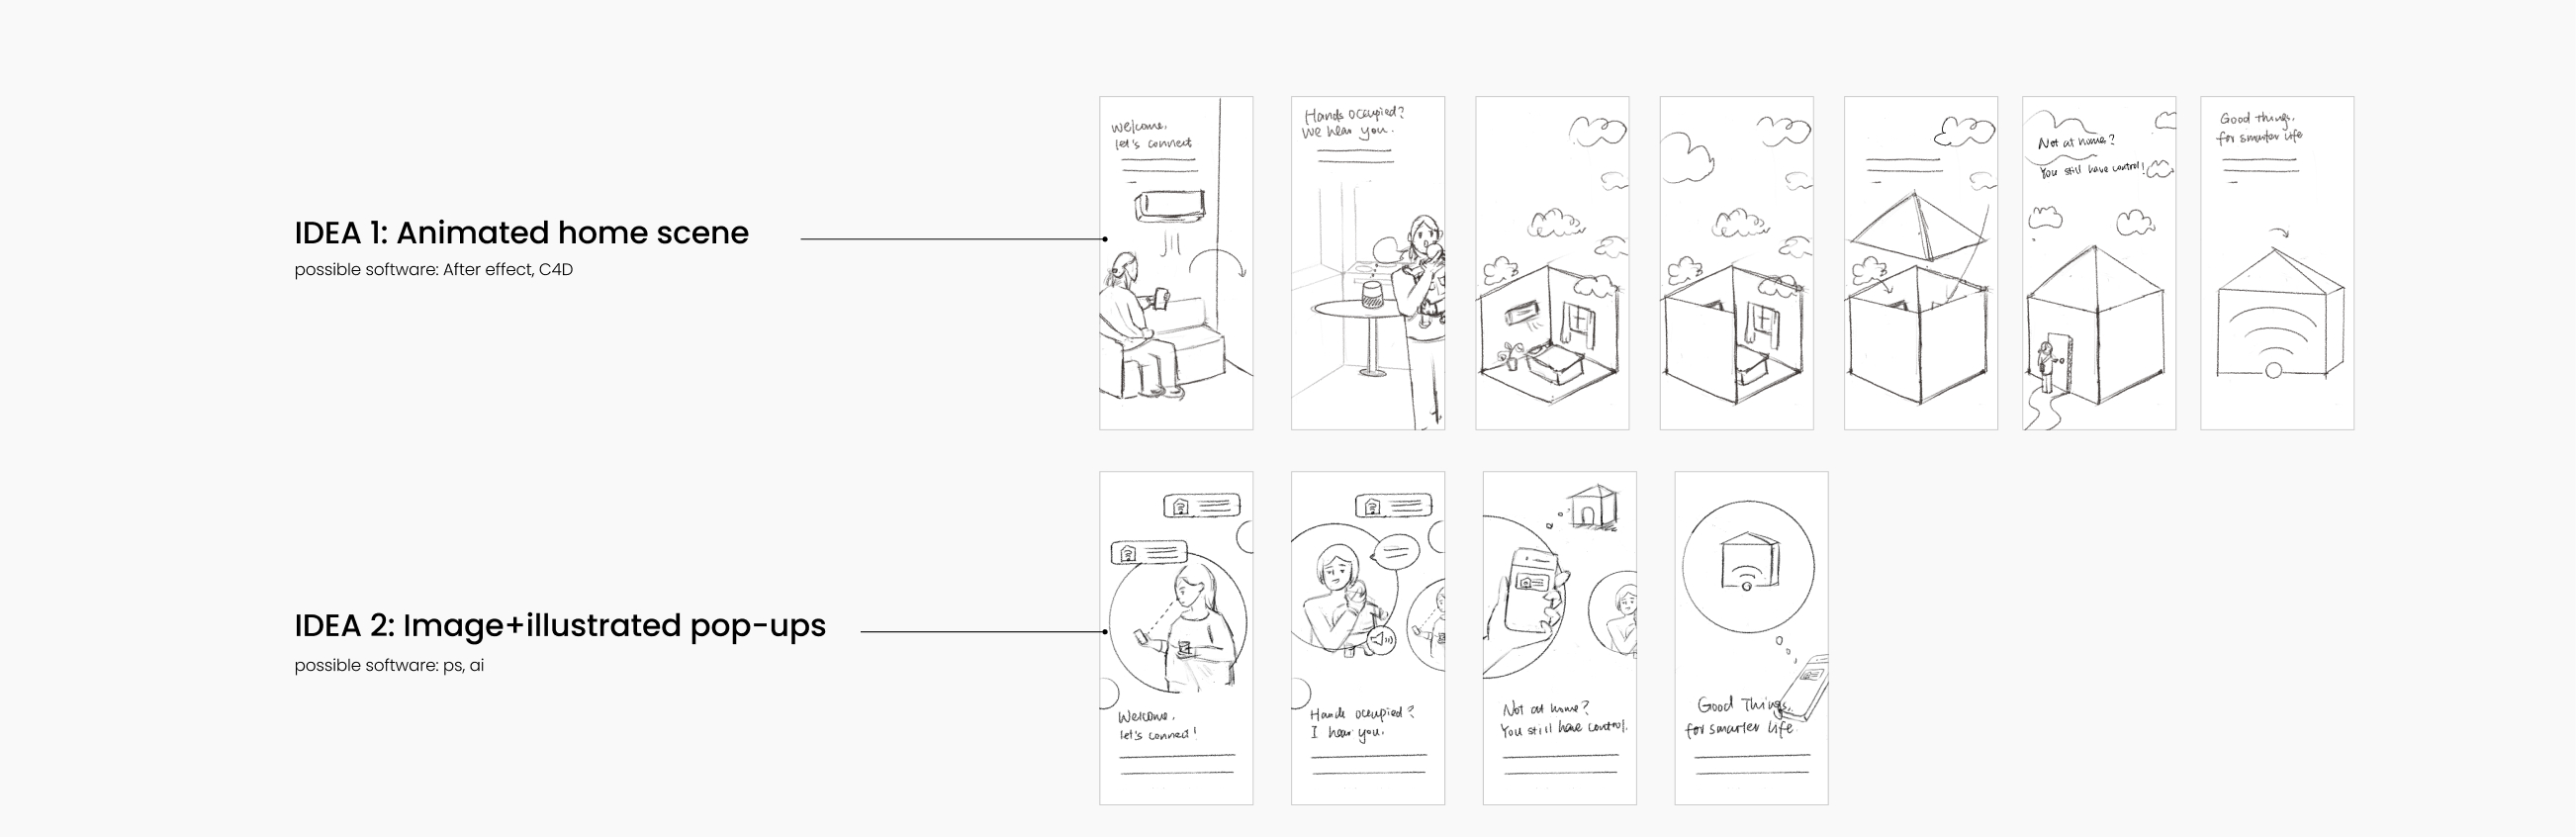 IDEA 1: Animated home scene
possible software: After effect, C4D
Welcome,
let's connect
Hands occupied?
We hear you.
Not at home?
You still have control!
Good things,
for smarter life
IDEA 2: Image+illustrated pop-ups
possible software: ps, ai
Welcome,
let's connect!
Hands occupied?
I hear you.
Not at home?
You still have control.
Good Things,
for smarter life.